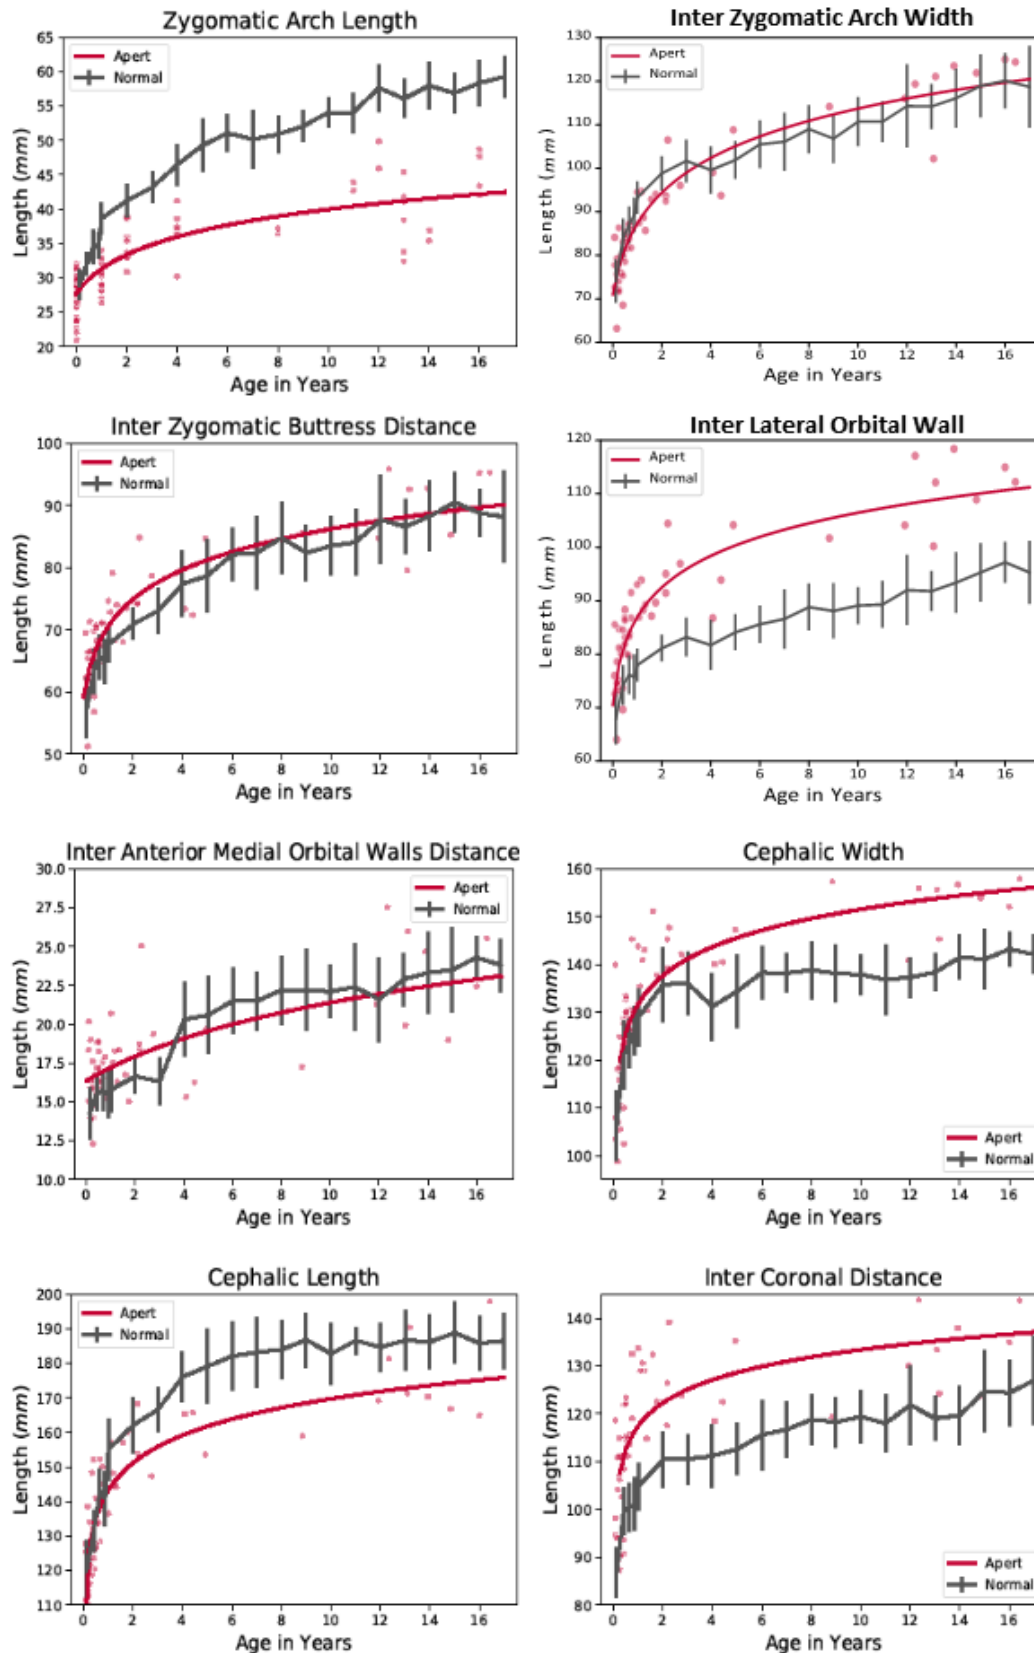 Zygomatic Arch Length
65
60
55
50
45
40
35
30
25
20
Length (mm)
Apert
Normal
0 2 4 6 8 10 12 14 16
Age in Years
Inter Zygomatic Arch Width
130
120
110
100
90
80
70
60
Length (mm)
Apert
Normal
0 2 4 6 8 10 12 14 16
Age in Years
Inter Zygomatic Buttress Distance
100
90
80
70
60
50
Length (mm)
Apert
Normal
0 2 4 6 8 10 12 14 16
Age in Years
Inter Lateral Orbital Wall
120
110
100
90
80
70
60
Length (mm)
Apert
Normal
0 2 4 6 8 10 12 14 16
Age in Years
Inter Anterior Medial Orbital Walls Distance
30.0
27.5
25.0
22.5
20.0
17.5
15.0
12.5
10.0
Length (mm)
Apert
Normal
0 2 4 6 8 10 12 14 16
Age in Years
Cephalic Width
160
150
140
130
120
110
100
Length (mm)
Apert
Normal
0 2 4 6 8 10 12 14 16
Age in Years
Cephalic Length
200
190
180
170
160
150
140
130
120
110
Length (mm)
Apert
Normal
0 2 4 6 8 10 12 14 16
Age in Years
Inter Coronal Distance
140
130
120
110
100
90
80
Length (mm)
Apert
Normal
0 2 4 6 8 10 12 14 16
Age in Years